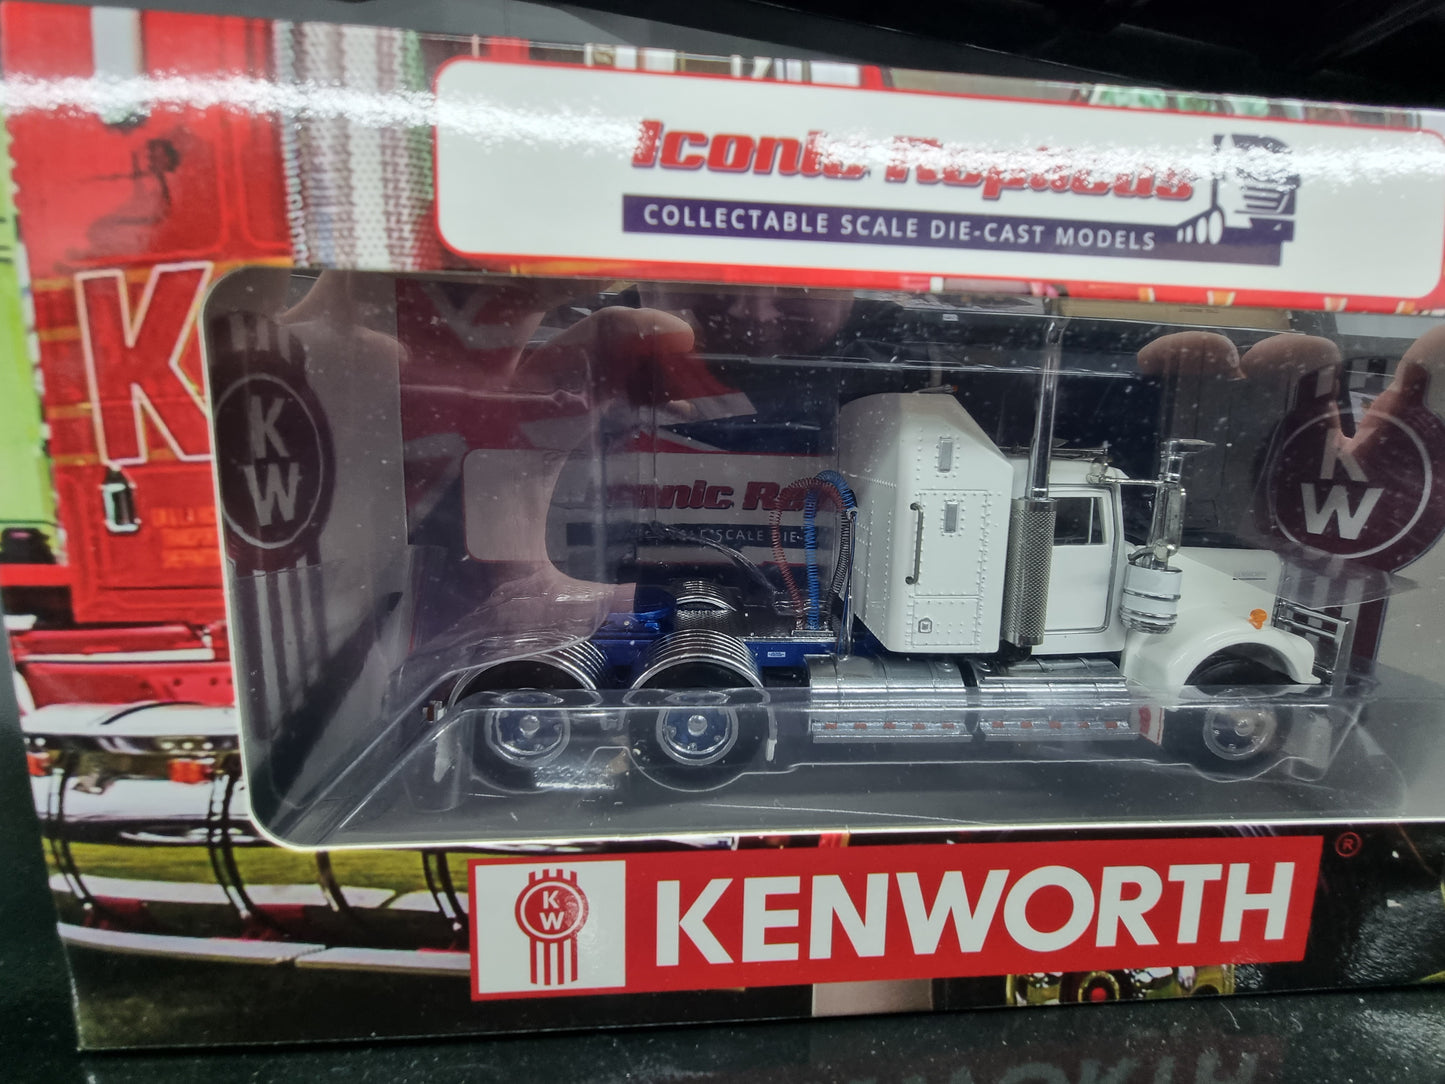 Iconic Replicas
COLLECTABLE SCALE DIE-CAST MODELS
K
KW
KW
KW
KENWORTH
®